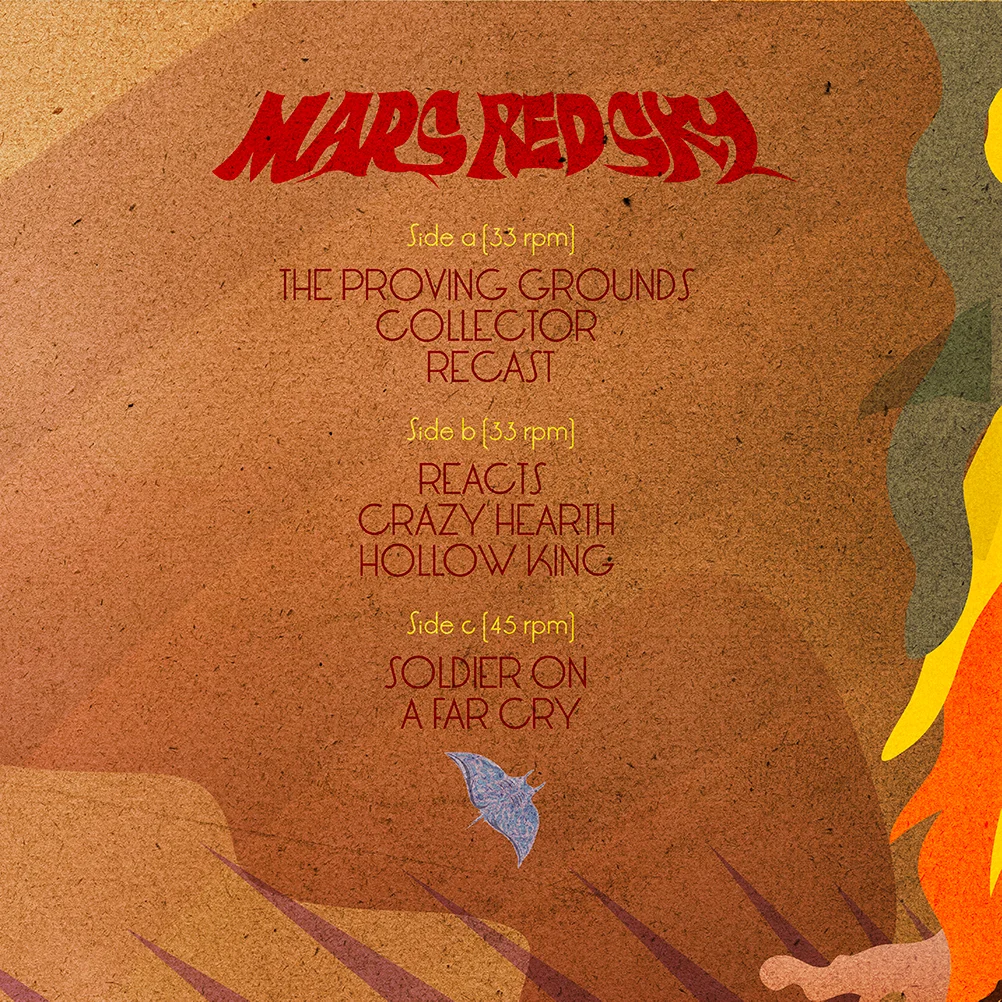 MARS RED SKY
Side a (33 rpm)
THE PROVING GROUNDS
COLLECTOR
RECAST
Side b (33 rpm)
REACTS
CRAZY HEARTH
HOLLOW KING
Side c (45 rpm)
SOLDIER ON
A FAR CRY